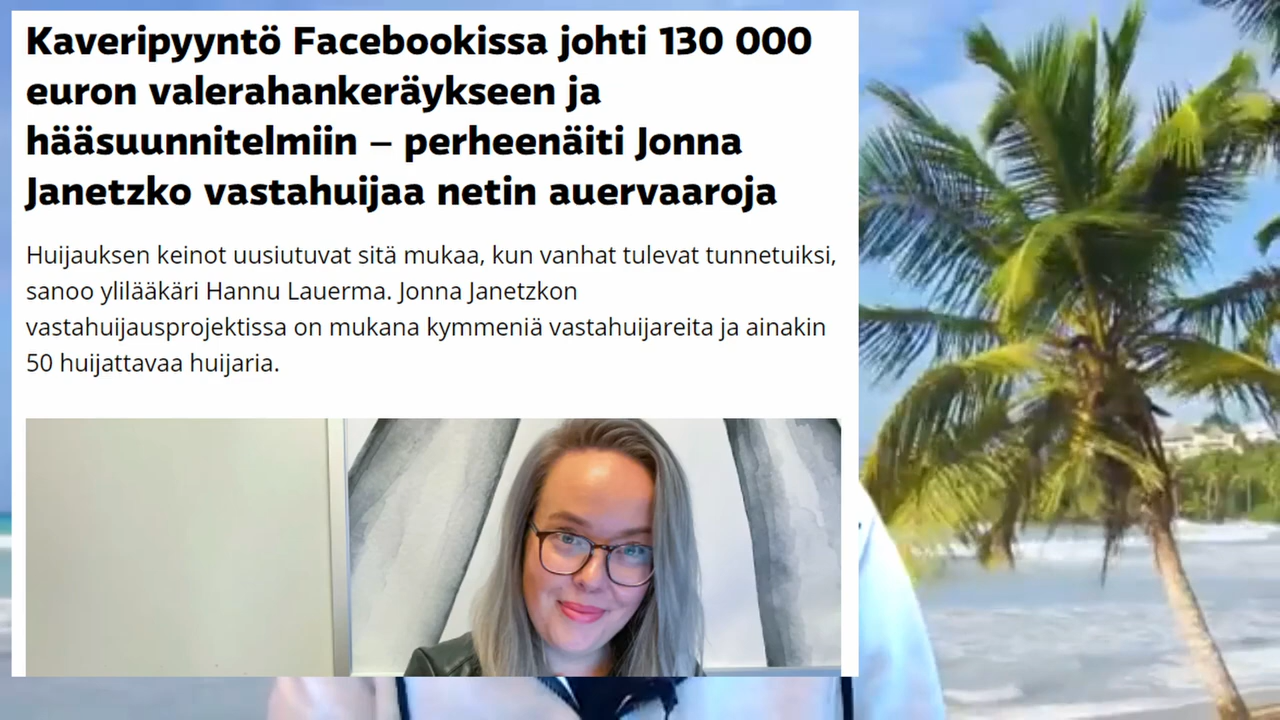 Kaveripyyntö Facebookissa johti 130 000
euron valerahankeräykseen ja
hääsuunnitelmiin – perheenäiti Jonna
Janetzko vastahuijaa netin auervaaroja
Huijauksen keinot uusiutuvat sitä mukaa, kun vanhat tulevat tunnetuiksi,
sanoo ylilääkäri Hannu Lauerma. Jonna Janetzkon
vastahuijausprojektissa on mukana kymmeniä vastahuijareita ja ainakin
50 huijattavaa huijaria.